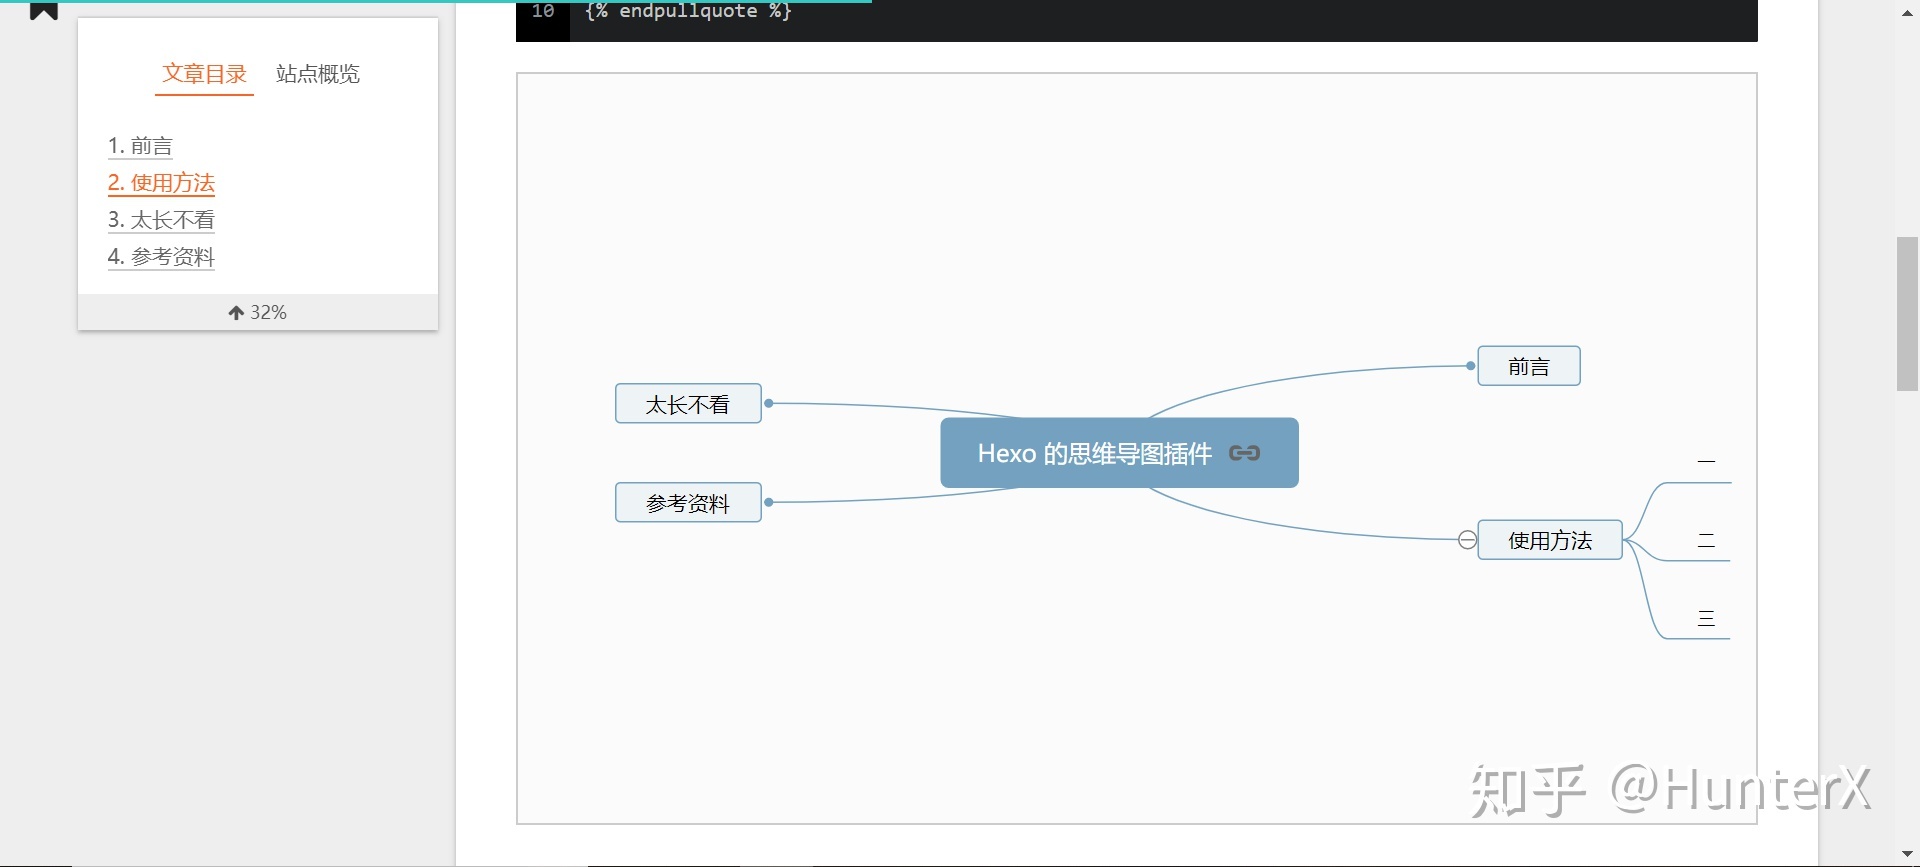 10 {% endpullquote %}
文章目录 站点概览
1. 前言
2. 使用方法
3. 太长不看
4. 参考资料
32%
前言
太长不看
Hexo 的思维导图插件
一
参考资料
使用方法
二
三
知乎 @HunterX